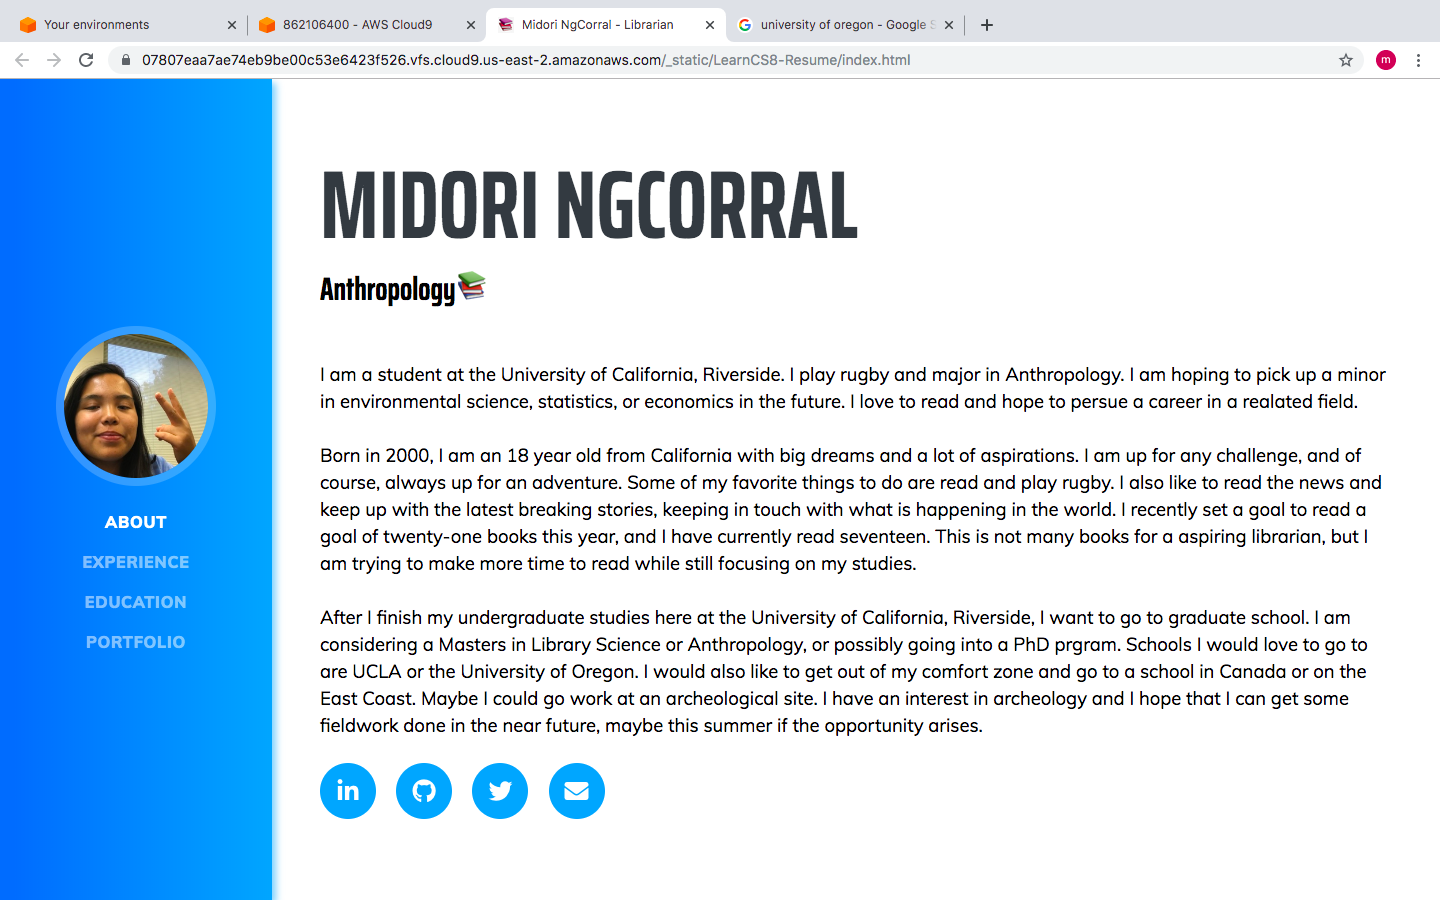 Your environments
862106400 - AWS Cloud9
Midori NgCorral - Librarian
university of oregon - Google S
07807eaa7ae74eb9be00c53e6423f526.vfs.cloud9.us-east-2.amazonaws.com/_static/LearnCS8-Resume/index.html
m
MIDORI NGCORRAL
Anthropology
I am a student at the University of California, Riverside. I play rugby and major in Anthropology. I am hoping to pick up a minor
in environmental science, statistics, or economics in the future. I love to read and hope to persue a career in a realated field.
Born in 2000, I am an 18 year old from California with big dreams and a lot of aspirations. I am up for any challenge, and of
course, always up for an adventure. Some of my favorite things to do are read and play rugby. I also like to read the news and
keep up with the latest breaking stories, keeping in touch with what is happening in the world. I recently set a goal to read a
goal of twenty-one books this year, and I have currently read seventeen. This is not many books for a aspiring librarian, but I
am trying to make more time to read while still focusing on my studies.
After I finish my undergraduate studies here at the University of California, Riverside, I want to go to graduate school. I am
considering a Masters in Library Science or Anthropology, or possibly going into a PhD prgram. Schools I would love to go to
are UCLA or the University of Oregon. I would also like to get out of my comfort zone and go to a school in Canada or on the
East Coast. Maybe I could go work at an archeological site. I have an interest in archeology and I hope that I can get some
fieldwork done in the near future, maybe this summer if the opportunity arises.
in
ABOUT
EXPERIENCE
EDUCATION
PORTFOLIO